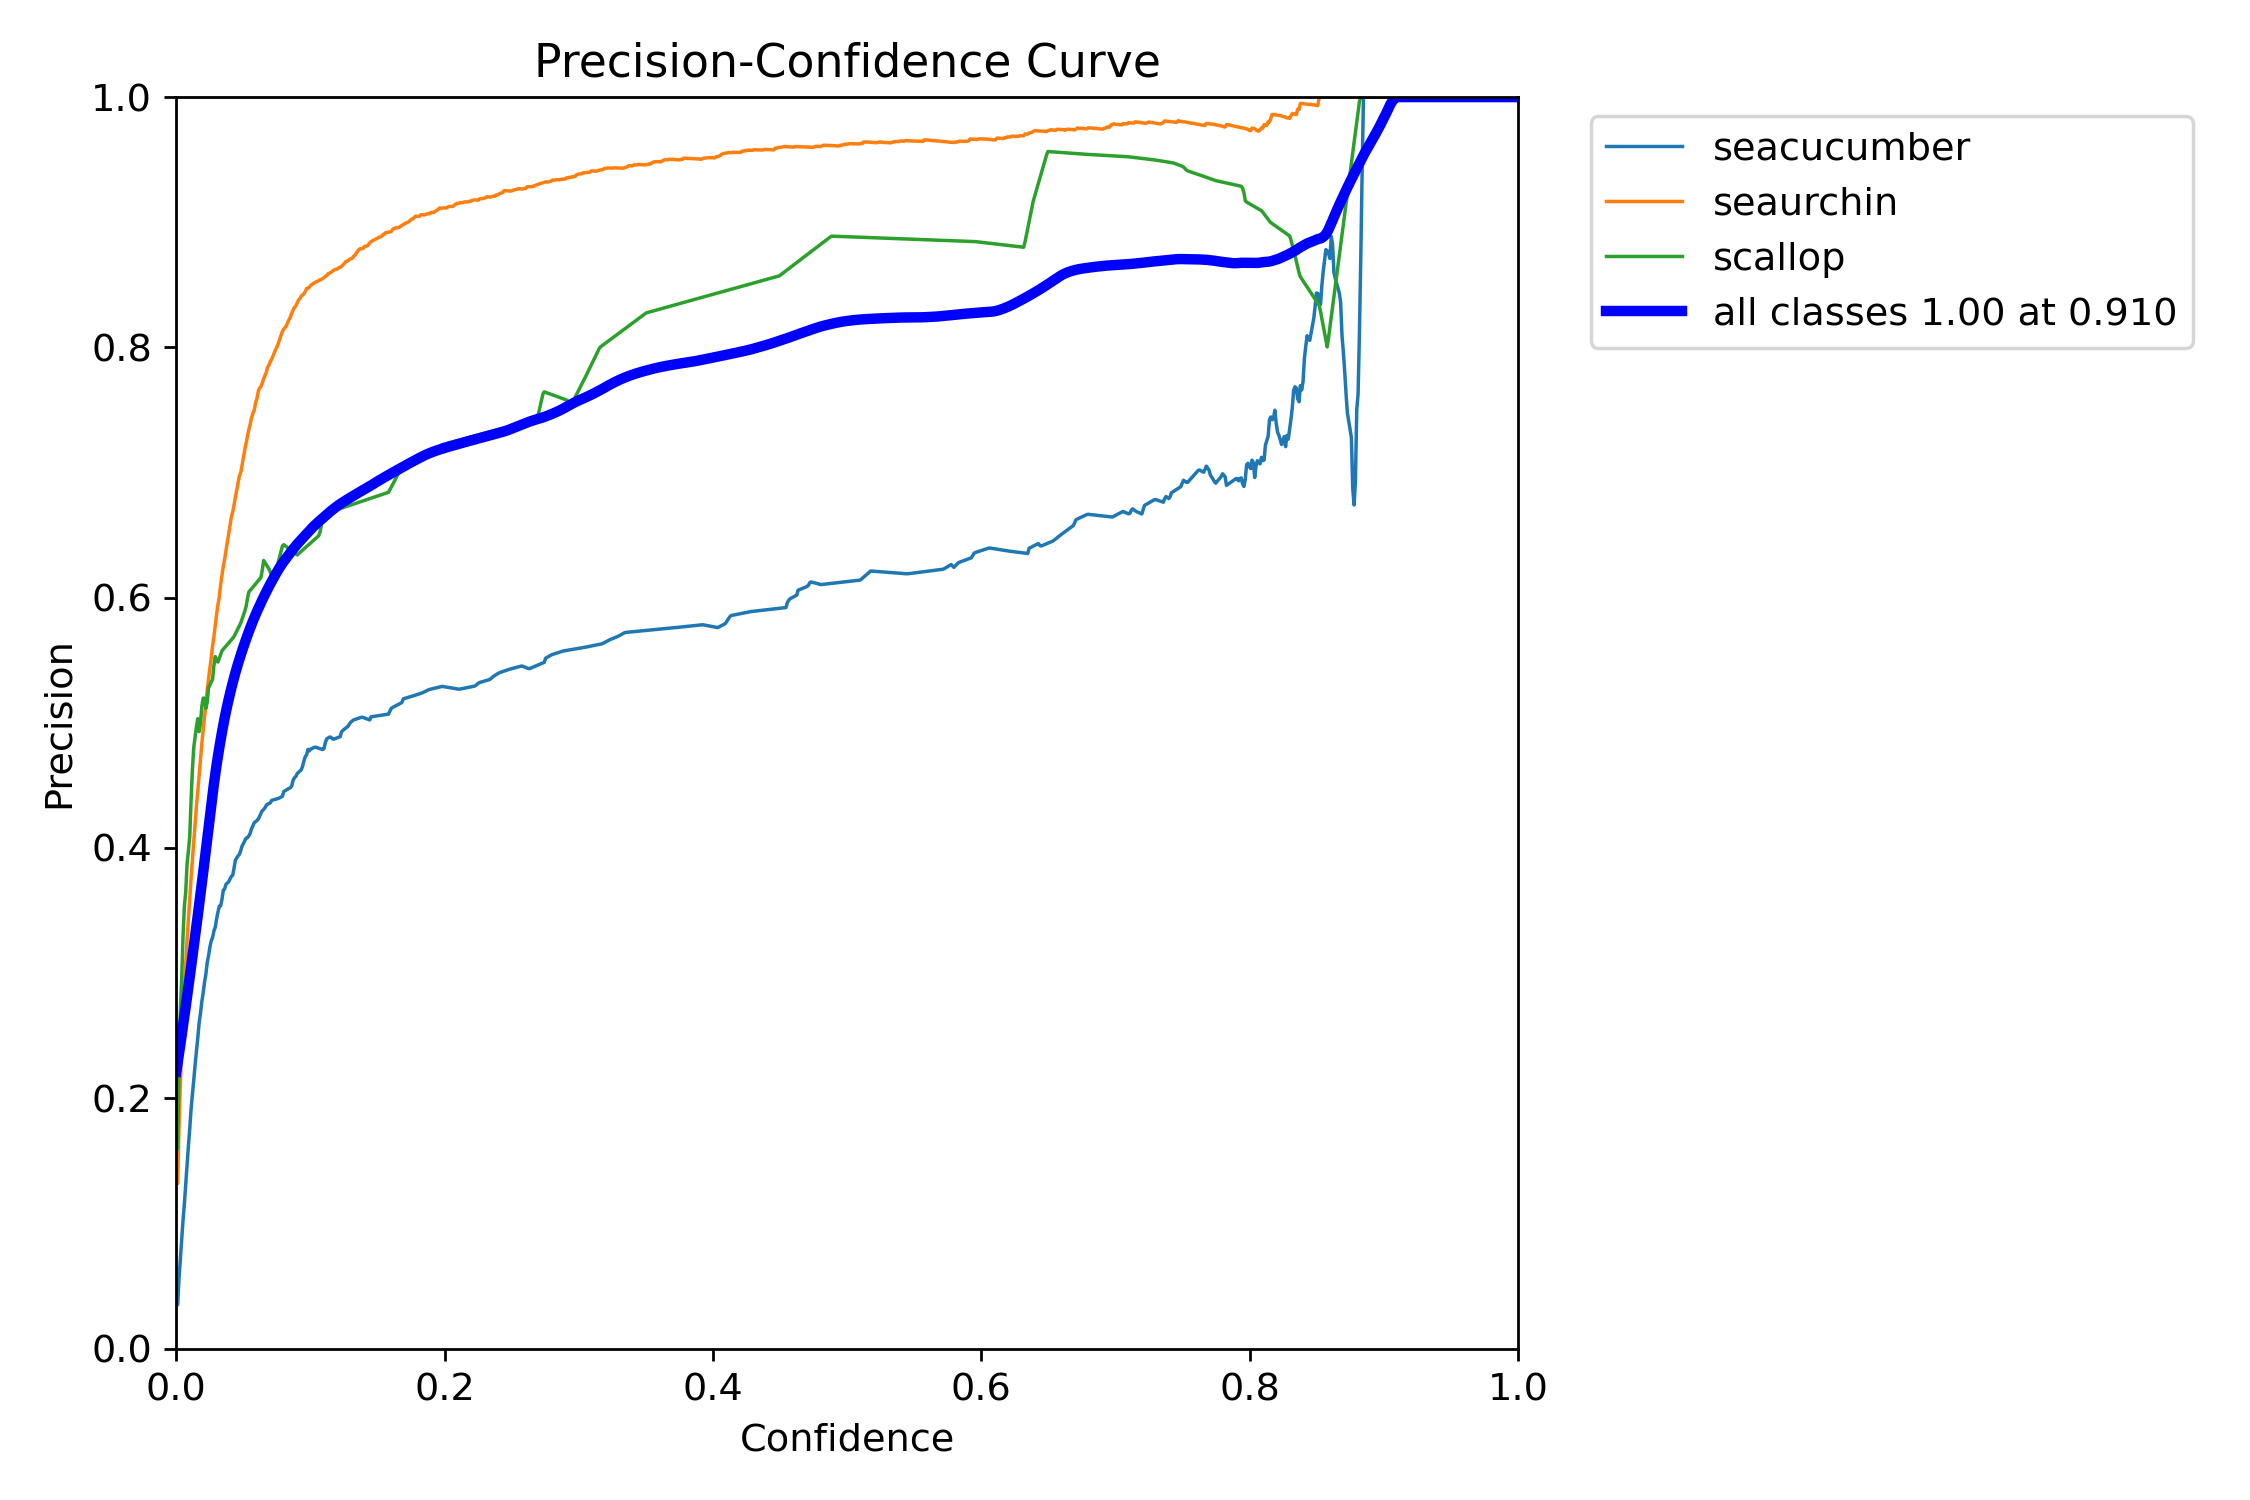 Precision-Confidence Curve
1.0
0.8
0.6
0.4
0.2
0.0
Precision
0.0 0.2 0.4 0.6 0.8 1.0
Confidence
seacucumber
seaurchin
scallop
all classes 1.00 at 0.910